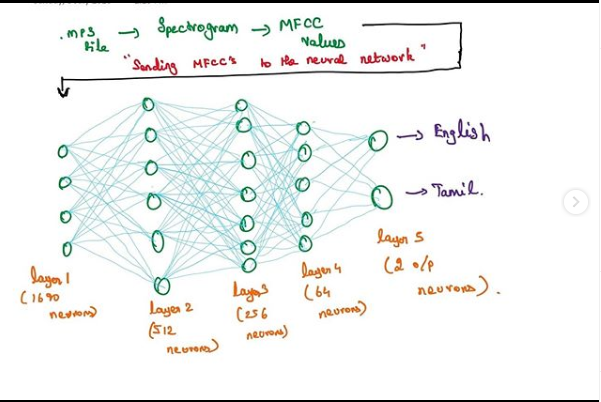 .mp3 file → Spectrogram → MFCC values
"Sending MFCC's to the neural network"
→ English
→ Tamil.
layer 1
(1690
neurons)
layer 2
(512
neurons)
layer 3
(256
neurons)
layer 4
(64
neurons)
layer 5
(2 o/p
neurons).